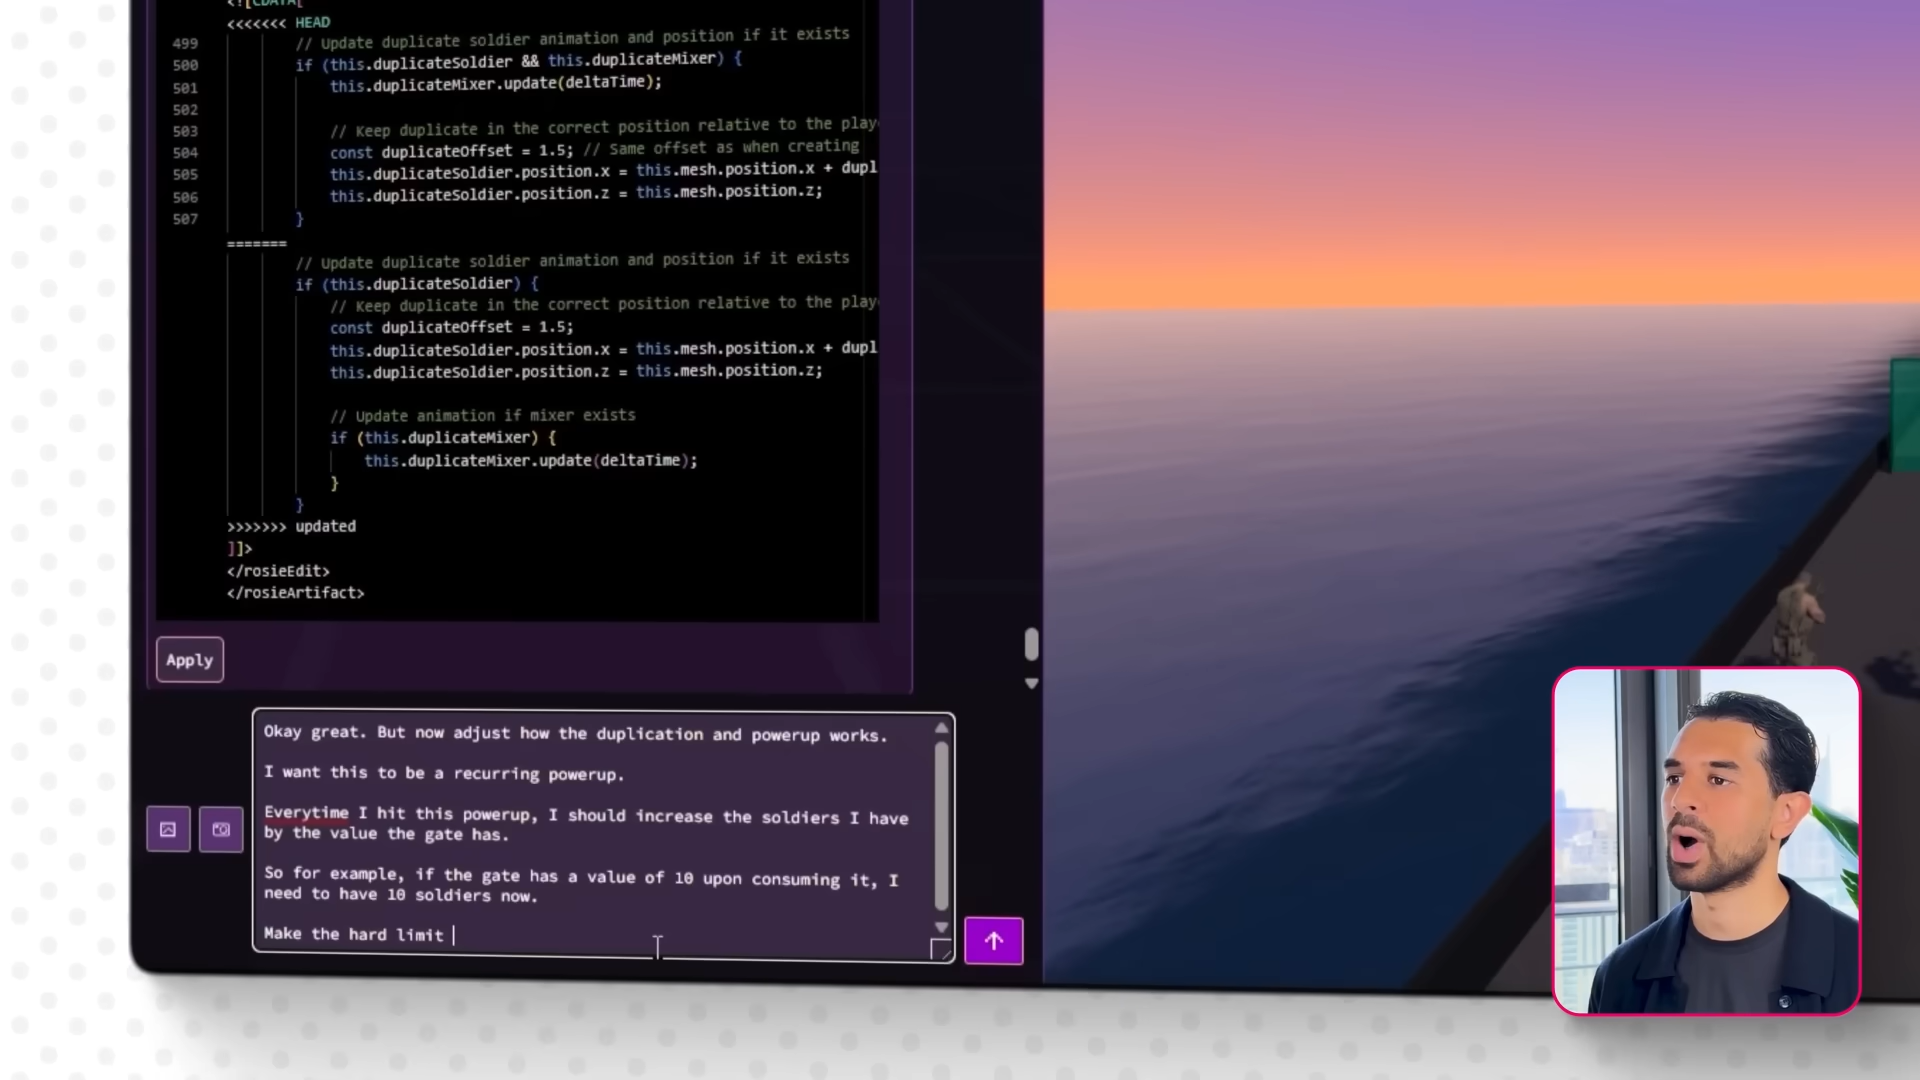 <![CDATA[
<<<<<<< HEAD
499 // Update duplicate soldier animation and position if it exists
500 if (this.duplicateSoldier && this.duplicateMixer) {
501 this.duplicateMixer.update(deltaTime);
502
503 // Keep duplicate in the correct position relative to the play
504 const duplicateOffset = 1.5; // Same offset as when creating
505 this.duplicateSoldier.position.x = this.mesh.position.x + dupl
506 this.duplicateSoldier.position.z = this.mesh.position.z;
507 }
=======
// Update duplicate soldier animation and position if it exists
if (this.duplicateSoldier) {
// Keep duplicate in the correct position relative to the play
const duplicateOffset = 1.5;
this.duplicateSoldier.position.x = this.mesh.position.x + dupl
this.duplicateSoldier.position.z = this.mesh.position.z;
// Update animation if mixer exists
if (this.duplicateMixer) {
this.duplicateMixer.update(deltaTime);
}
}
>>>>>>> updated
]]>
</rosieEdit>
</rosieArtifact>
Apply
Okay great. But now adjust how the duplication and powerup works.
I want this to be a recurring powerup.
Everytime I hit this powerup, I should increase the soldiers I have
by the value the gate has.
So for example, if the gate has a value of 10 upon consuming it, I
need to have 10 soldiers now.
Make the hard limit